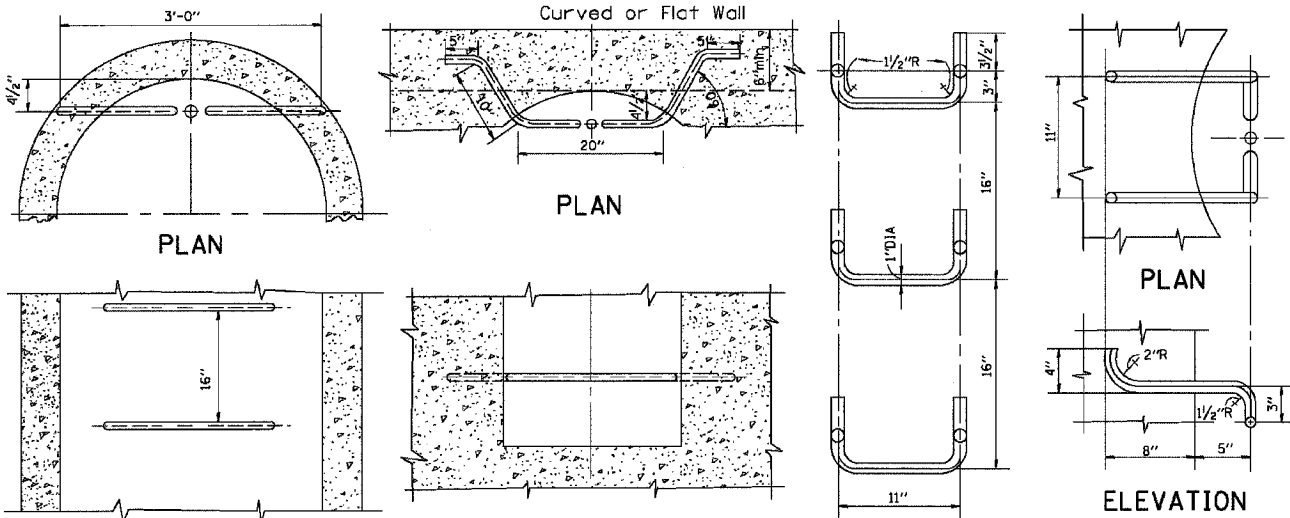 3'-0"
4½"
PLAN
16"
Curved or Flat Wall
5"
5"
10"
4½"
60°
6"min.
20"
PLAN
1½"R
3½"
3"
16"
1"DIA
16"
11"
11"
PLAN
4"
2"R
1½"R
3"
8"
5"
ELEVATION